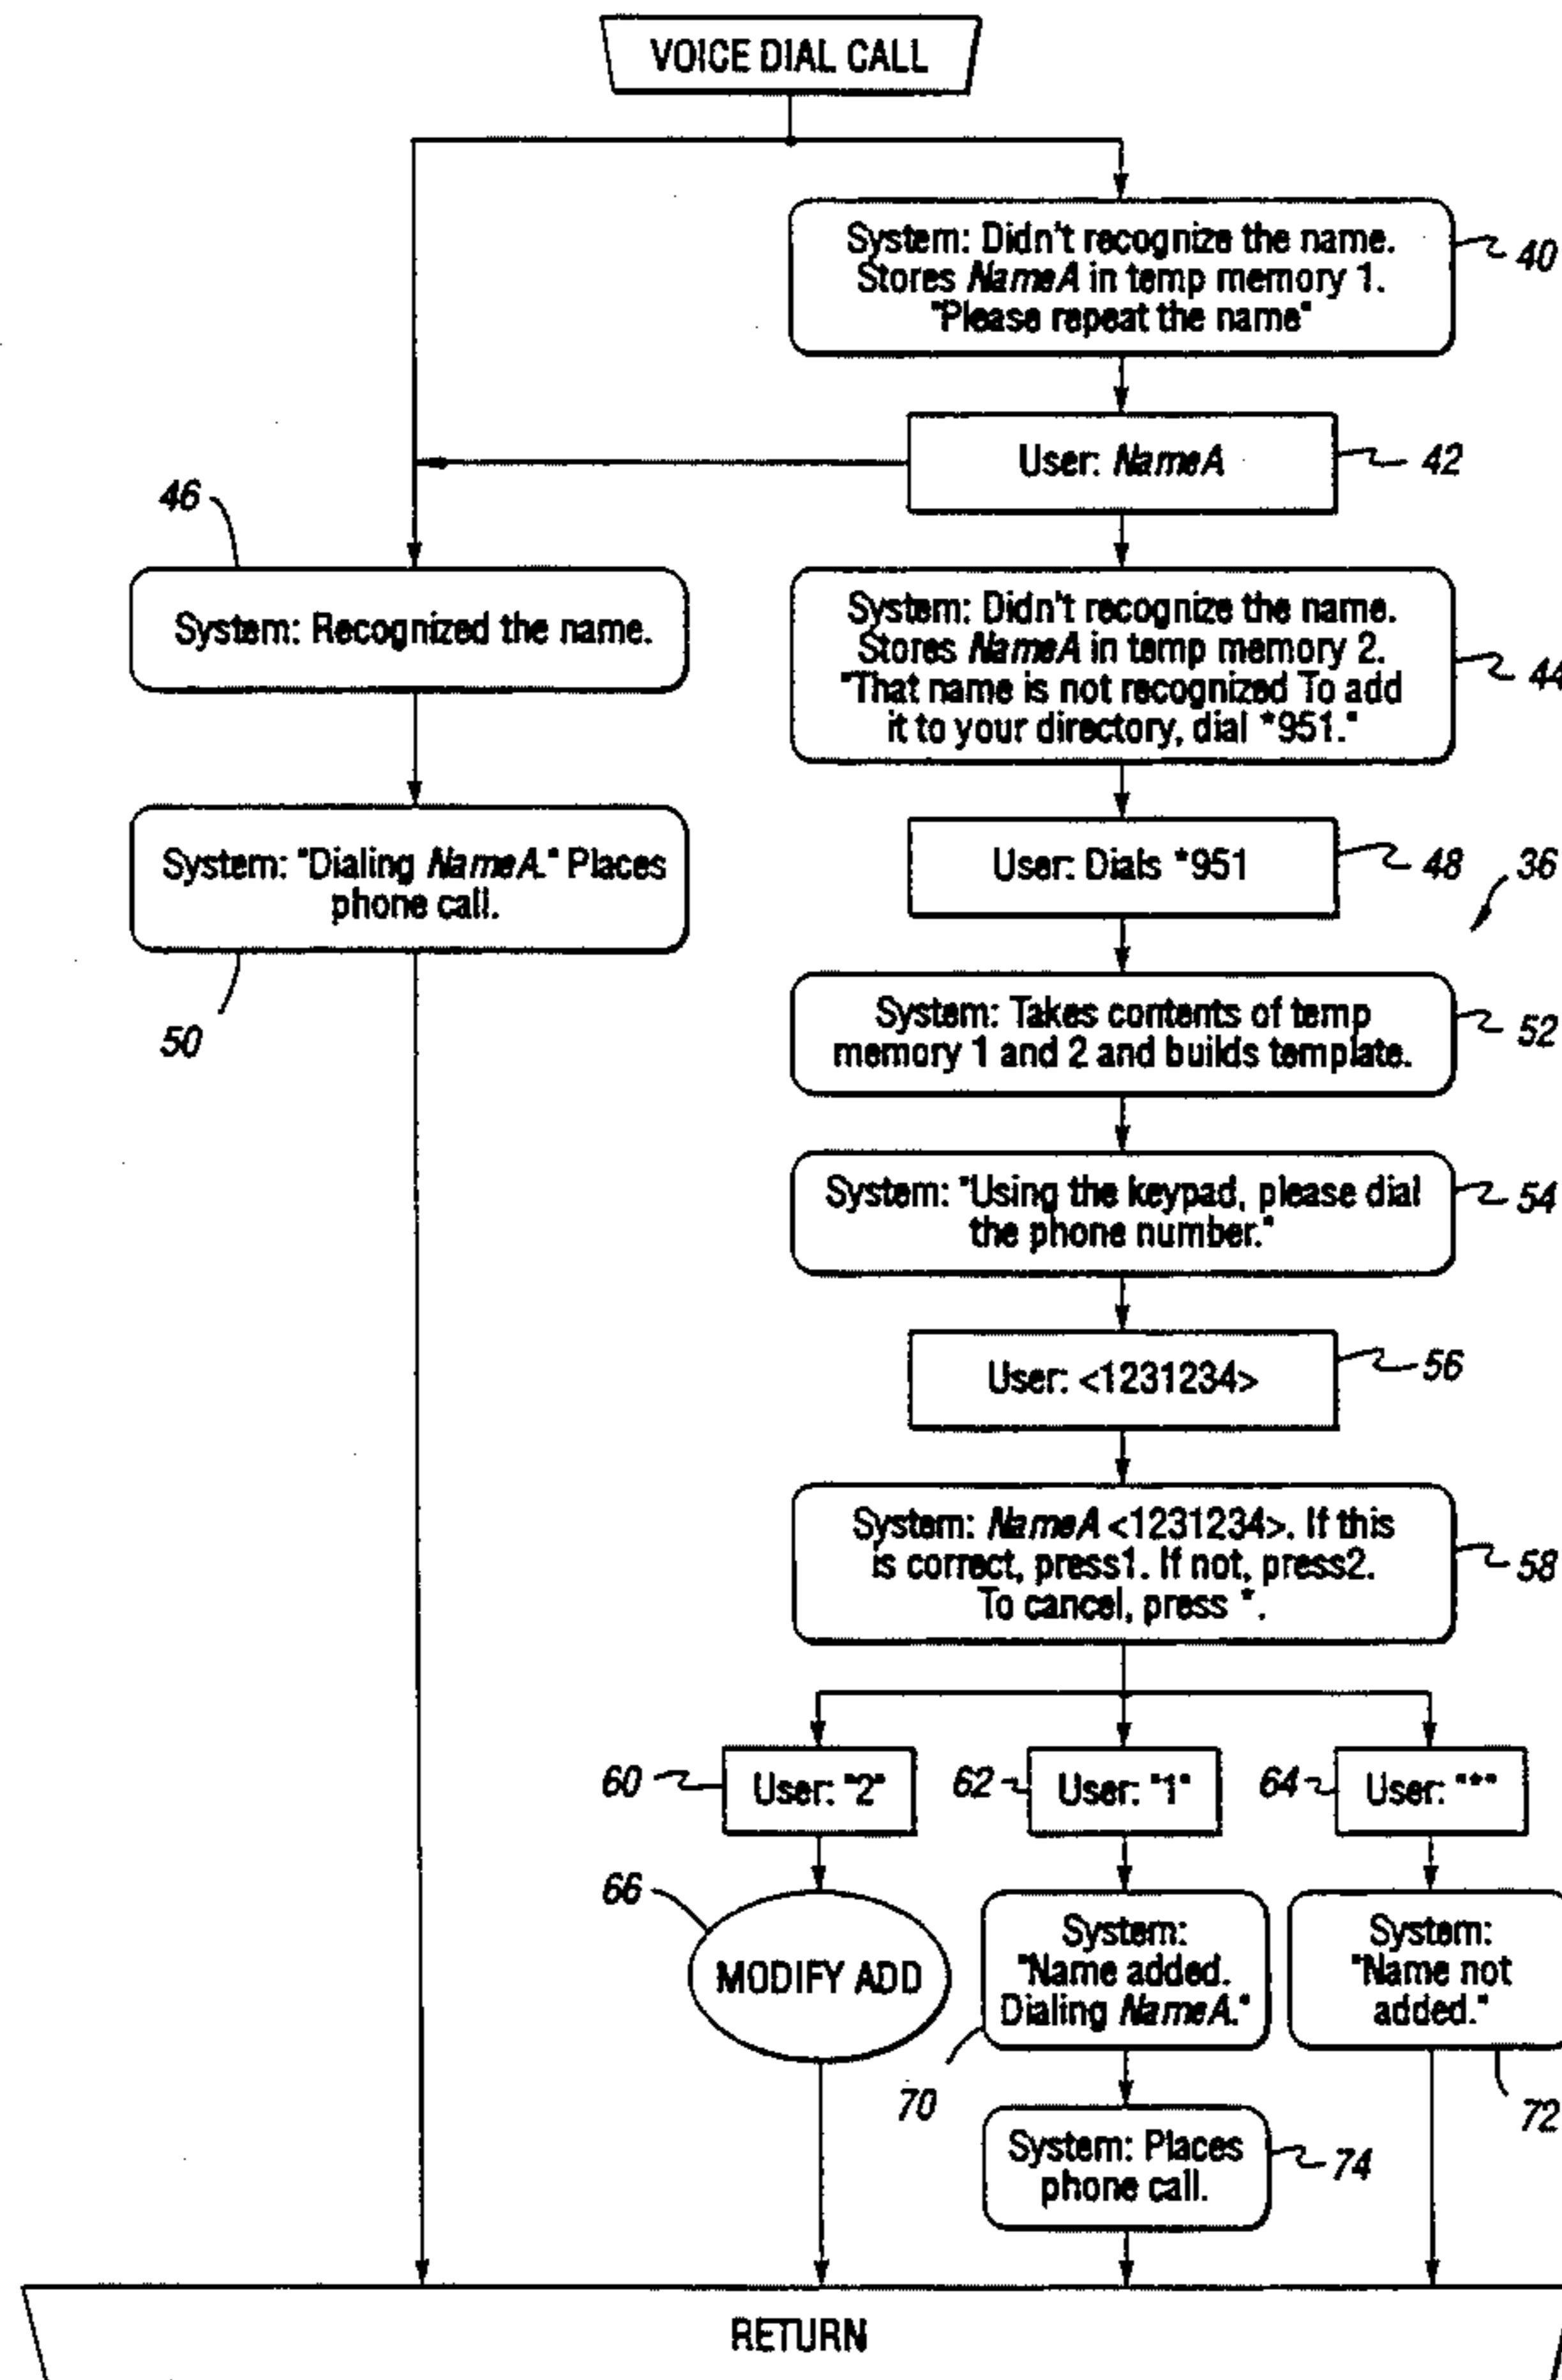 VOICE DIAL CALL
System: Didn't recognize the name.
Stores NameA in temp memory 1.
"Please repeat the name"
40
User: NameA
42
46
System: Recognized the name.
System: Didn't recognize the name.
Stores NameA in temp memory 2.
"That name is not recognized To add
it to your directory, dial *951."
44
System: "Dialing NameA." Places
phone call.
50
User: Dials *951
48
36
System: Takes contents of temp
memory 1 and 2 and builds template.
52
System: "Using the keypad, please dial
the phone number."
54
User: <1231234>
56
System: NameA <1231234>. If this
is correct, press1. If not, press2.
To cancel, press *.
58
60
User: "2"
62
User: "1"
64
User: "*"
66
MODIFY ADD
System:
"Name added.
Dialing NameA."
70
System:
"Name not
added."
72
System: Places
phone call.
74
RETURN